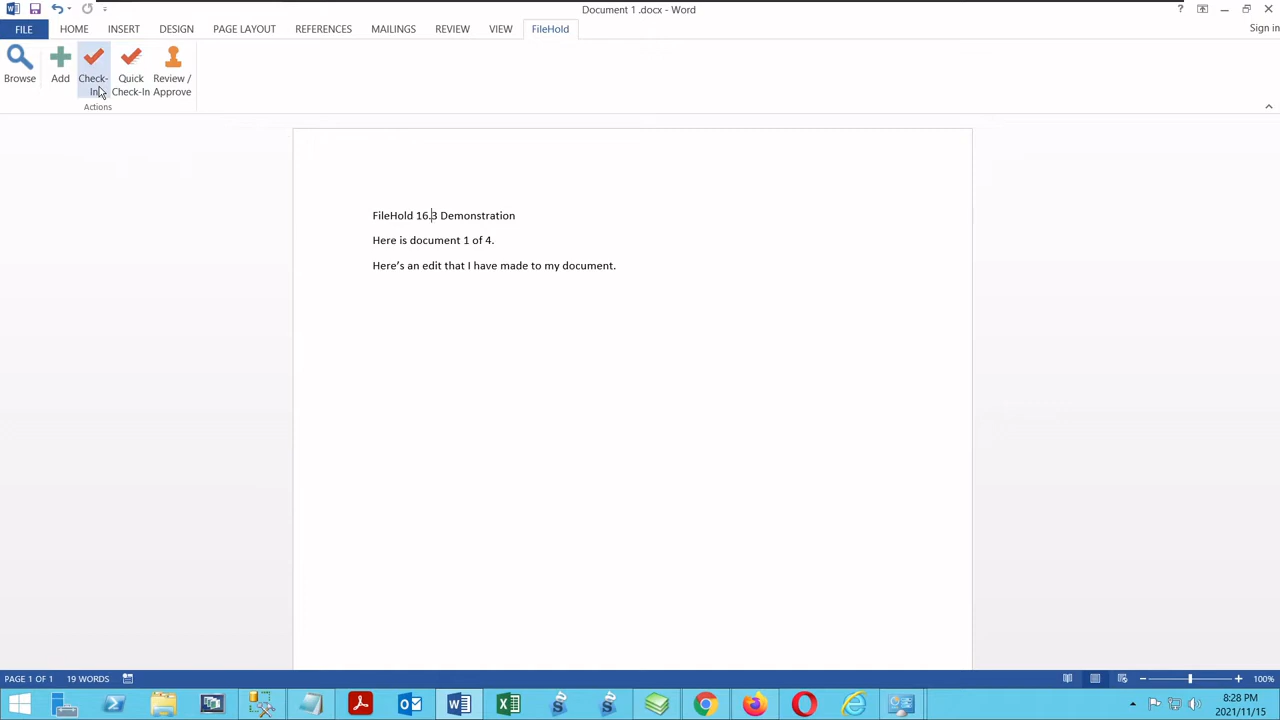 Document 1 .docx - Word
?
FILE HOME INSERT DESIGN PAGE LAYOUT REFERENCES MAILINGS REVIEW VIEW FileHold Sign in
Browse
Add
Check-In
Quick Check-In
Review / Approve
Actions
FileHold 16.3 Demonstration
Here is document 1 of 4.
Here’s an edit that I have made to my document.
PAGE 1 OF 1 19 WORDS 100%
8:28 PM
2021/11/15